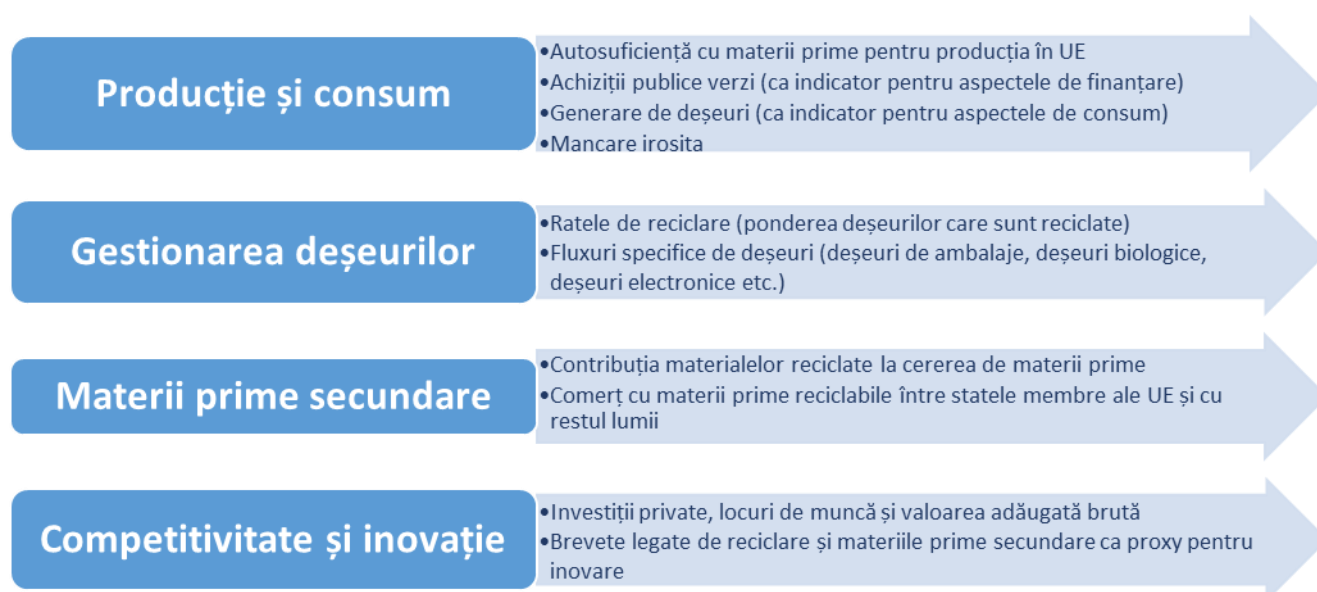 Producție și consum
•Autosuficiență cu materii prime pentru producția în UE
•Achiziții publice verzi (ca indicator pentru aspectele de finanțare)
•Generare de deșeuri (ca indicator pentru aspectele de consum)
•Mancare irosita
Gestionarea deșeurilor
•Ratele de reciclare (ponderea deșeurilor care sunt reciclate)
•Fluxuri specifice de deșeuri (deșeuri de ambalaje, deșeuri biologice,
deșeuri electronice etc.)
Materii prime secundare
•Contribuția materialelor reciclate la cererea de materii prime
•Comerț cu materii prime reciclabile între statele membre ale UE și cu
restul lumii
Competitivitate și inovație
•Investiții private, locuri de muncă și valoarea adăugată brută
•Brevete legate de reciclare și materiile prime secundare ca proxy pentru
inovare